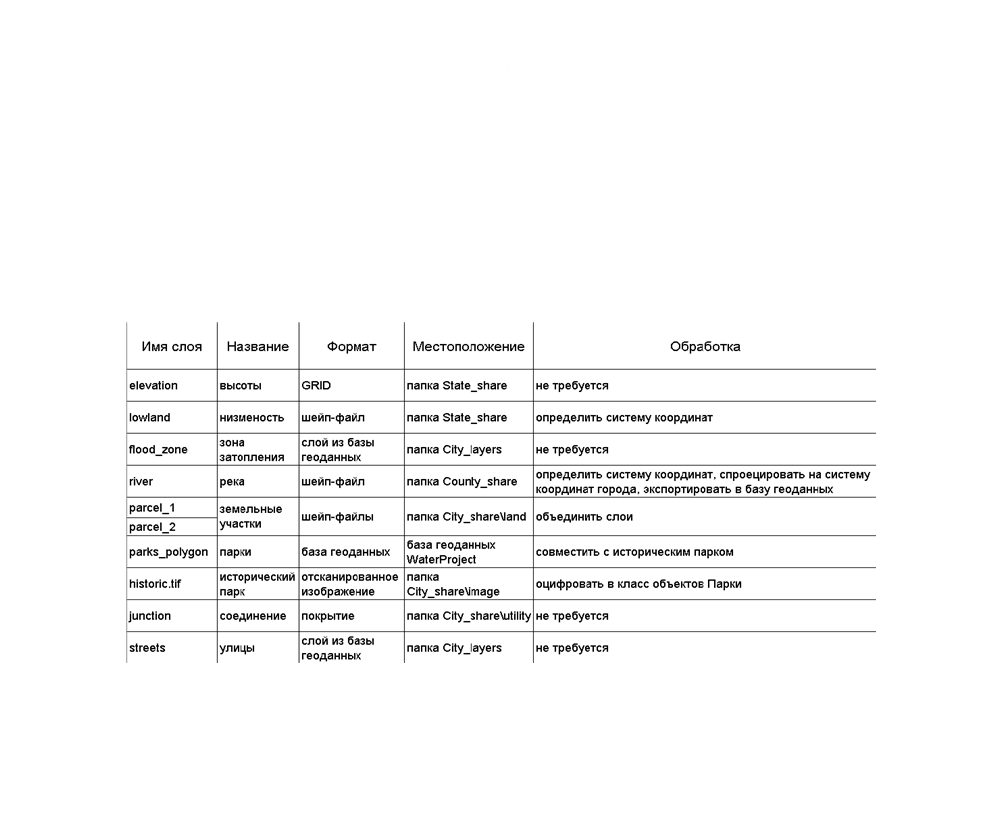 Имя слоя Название Формат Местоположение Обработка
elevation высоты GRID папка State_share не требуется
lowland низменость шейп-файл папка State_share определить систему координат
flood_zone зона затопления слой из базы геоданных папка City_layers не требуется
river река шейп-файл папка County_share определить систему координат, спроецировать на систему координат города, экспортировать в базу геоданных
parcel_1
parcel_2 земельные участки шейп-файлы папка City_share\land объединить слои
parks_polygon парки база геоданных база геоданных WaterProject совместить с историческим парком
historic.tif исторический парк отсканированное изображение папка City_share\image оцифровать в класс объектов Парки
junction соединение покрытие папка City_share\utility не требуется
streets улицы слой из базы геоданных папка City_layers не требуется